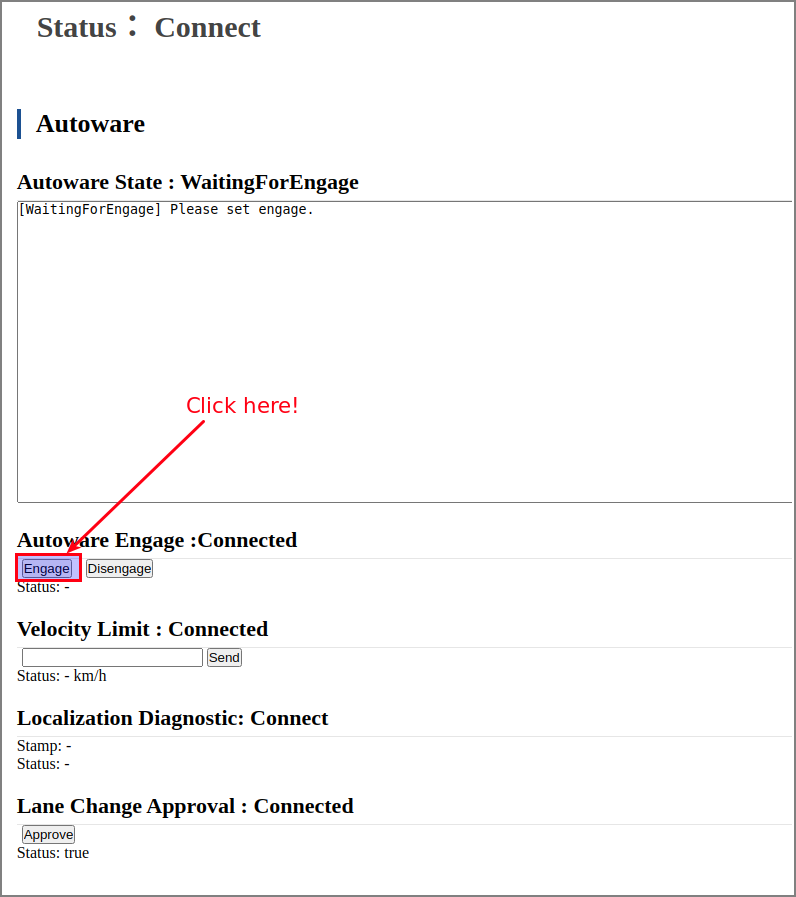 Status： Connect
Autoware
Autoware State : WaitingForEngage
[WaitingForEngage] Please set engage.
Click here!
Autoware Engage :Connected
Engage Disengage
Status: -
Velocity Limit : Connected
Send
Status: - km/h
Localization Diagnostic: Connect
Stamp: -
Status: -
Lane Change Approval : Connected
Approve
Status: true